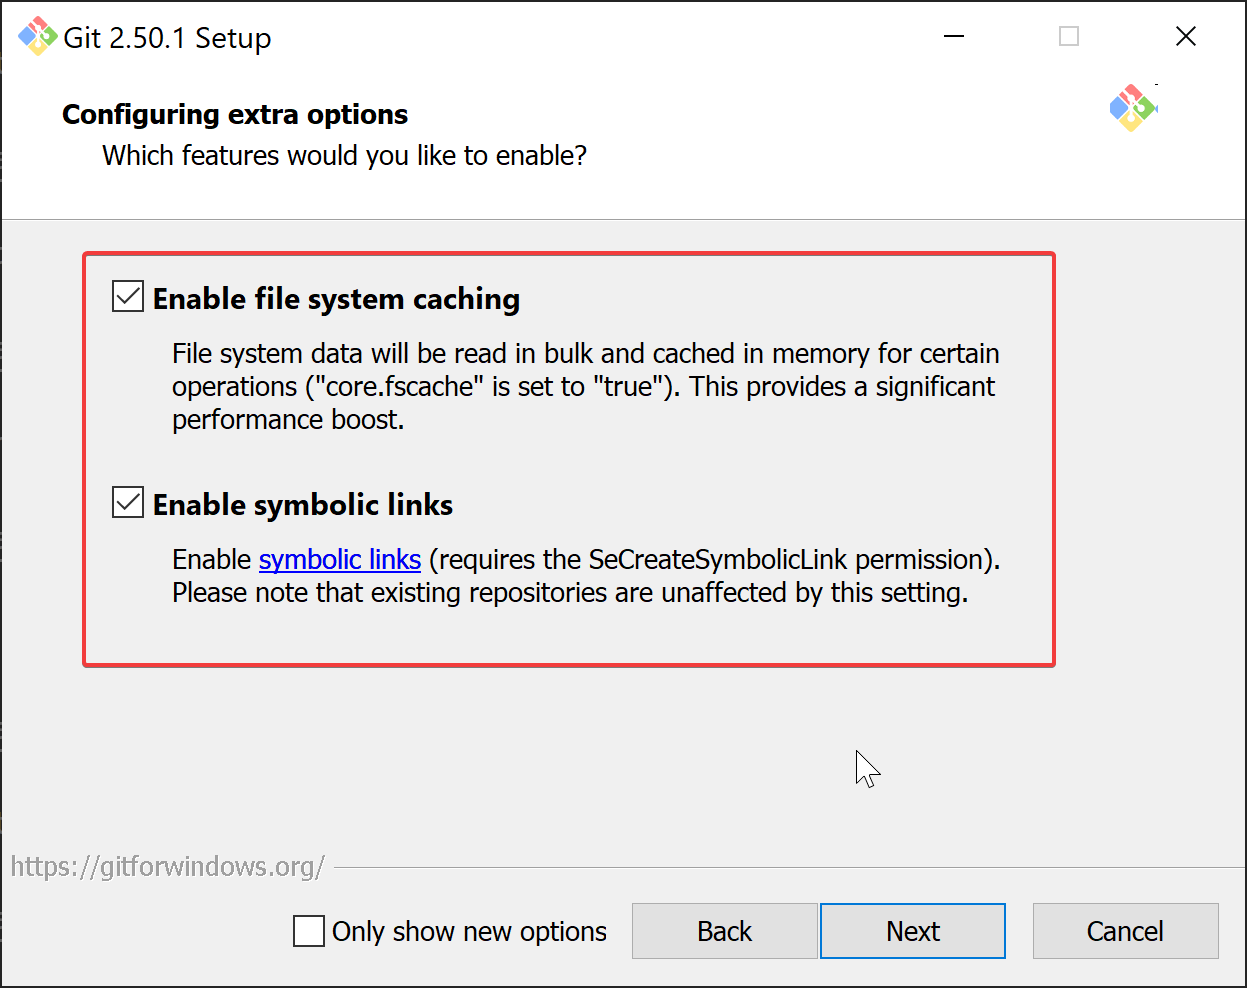 Git 2.50.1 Setup
Configuring extra options
Which features would you like to enable?
Enable file system caching
File system data will be read in bulk and cached in memory for certain
operations ("core.fscache" is set to "true"). This provides a significant
performance boost.
Enable symbolic links
Enable symbolic links (requires the SeCreateSymbolicLink permission).
Please note that existing repositories are unaffected by this setting.
https://gitforwindows.org/
Only show new options
Back
Next
Cancel